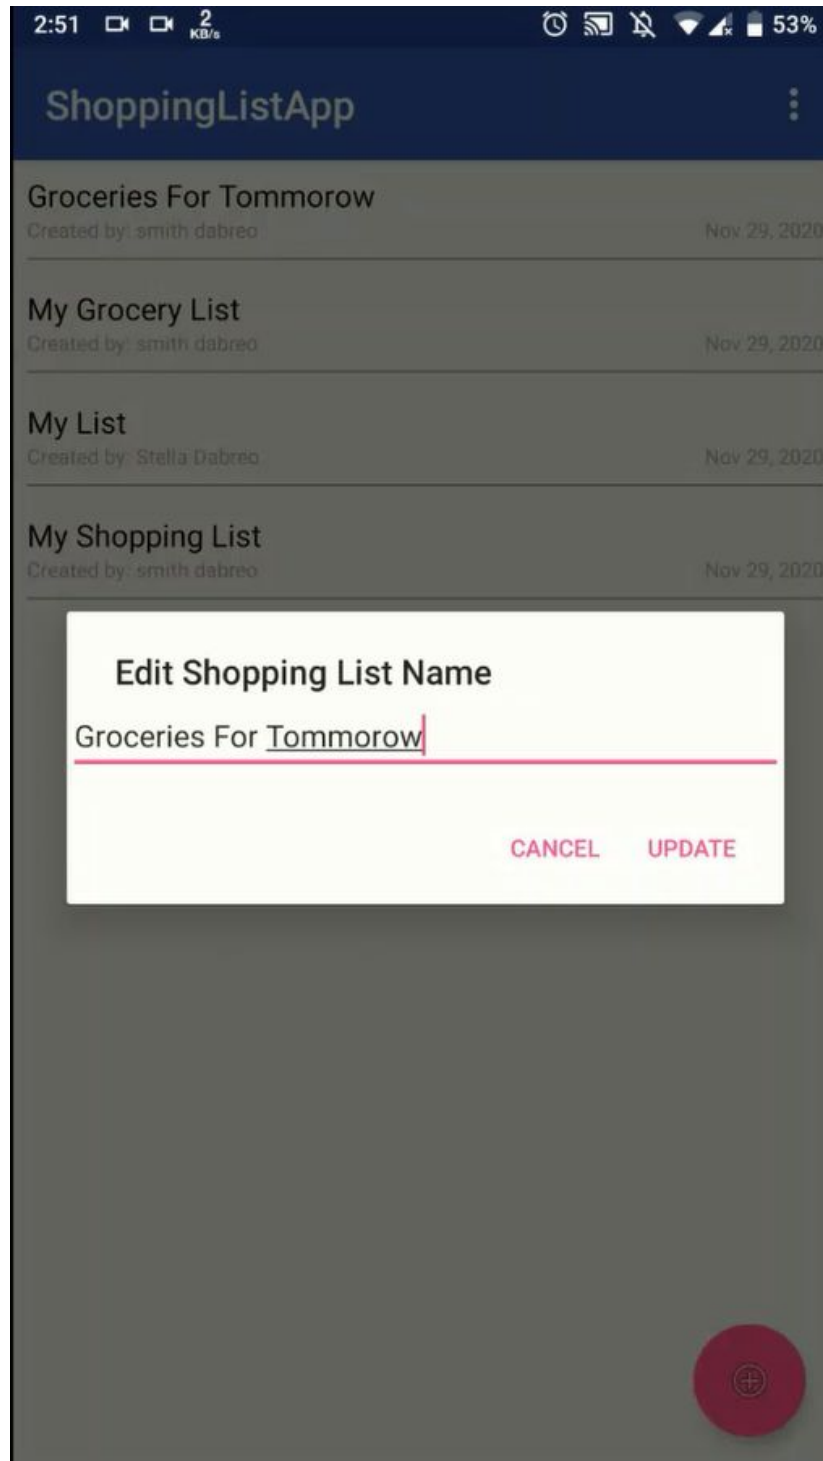 2:51 2 KB/s 53%
ShoppingListApp
Groceries For Tommorow
Created by: smith dabreo Nov 29, 2020
My Grocery List
Created by: smith dabreo Nov 29, 2020
My List
Created by: Stella Dabreo Nov 29, 2020
My Shopping List
Created by: smith dabreo Nov 29, 2020
Edit Shopping List Name
Groceries For Tommorow
CANCEL UPDATE